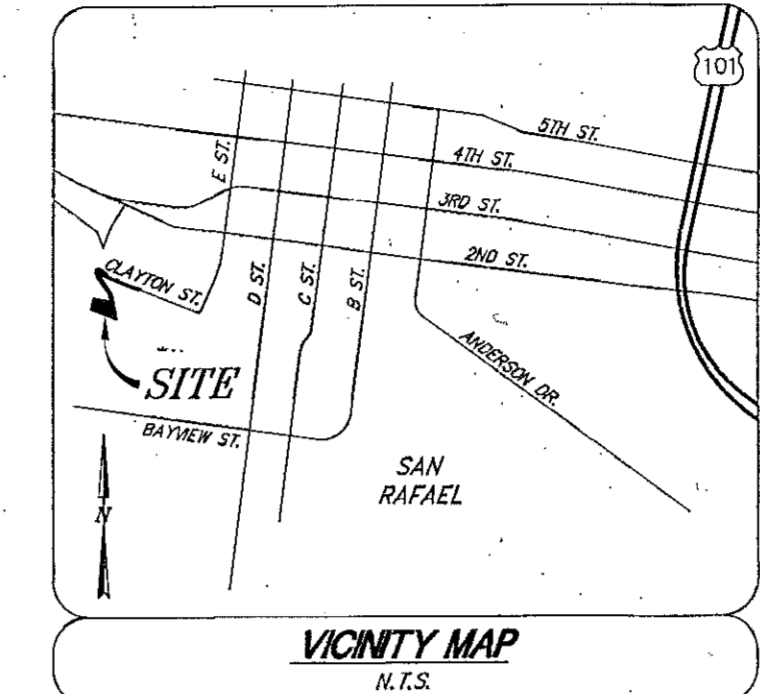 101
5TH ST.
4TH ST.
3RD ST.
2ND ST.
E ST.
D ST.
C ST.
B ST.
CLAYTON ST.
ANDERSON DR.
SITE
BAYVIEW ST.
SAN
RAFAEL
N
VICINITY MAP
N.T.S.